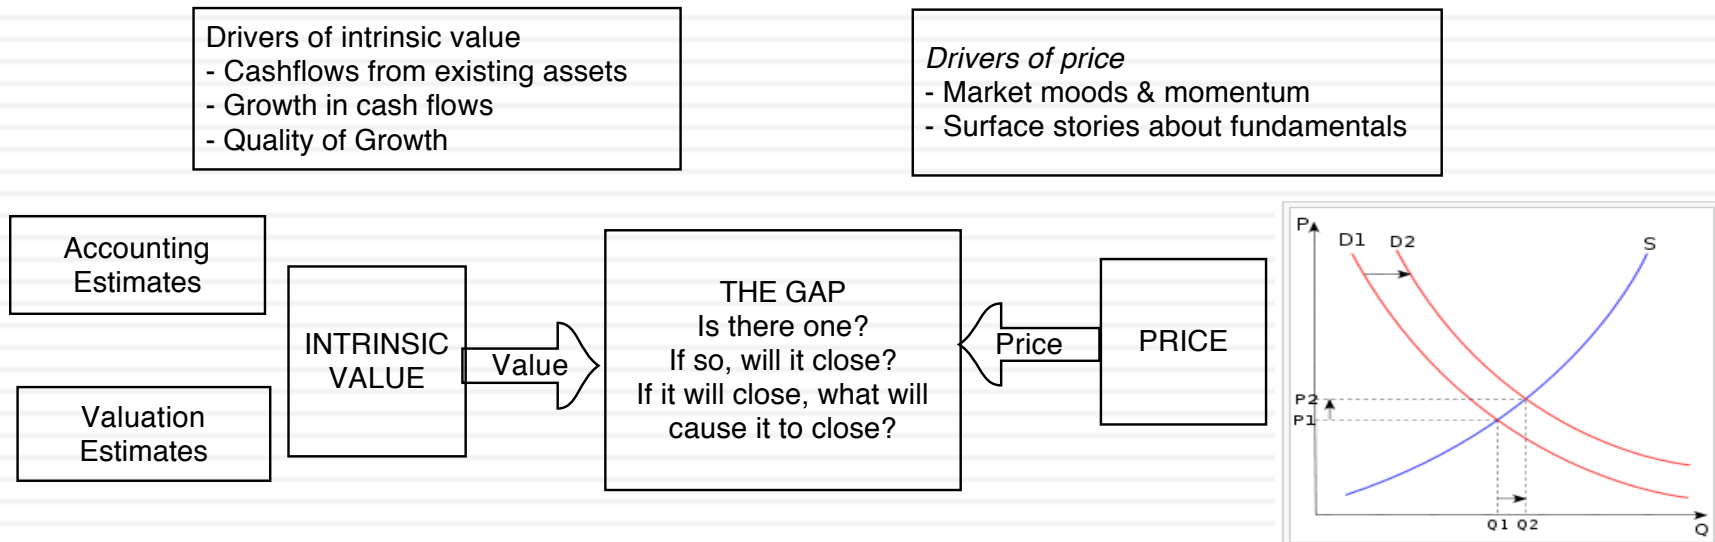 Drivers of intrinsic value
- Cashflows from existing assets
- Growth in cash flows
- Quality of Growth
Drivers of price
- Market moods & momentum
- Surface stories about fundamentals
Accounting
Estimates
Valuation
Estimates
INTRINSIC
VALUE
Value
THE GAP
Is there one?
If so, will it close?
If it will close, what will
cause it to close?
Price
PRICE
P
D1
D2
S
P2
P1
Q1
Q2
Q